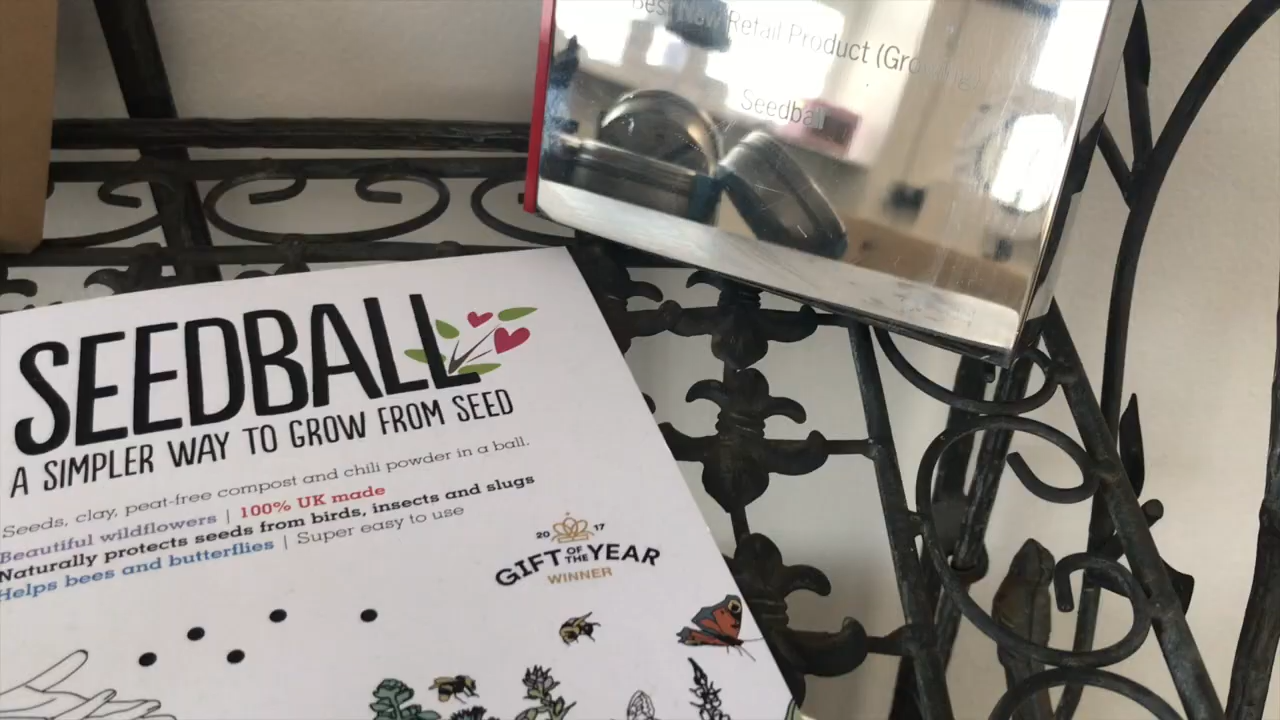 Best New Retail Product (Growing)
Seedball
SEEDBALL
A SIMPLER WAY TO GROW FROM SEED
Seeds, clay, peat-free compost and chili powder in a ball.
Beautiful wildflowers | 100% UK made
Naturally protects seeds from birds, insects and slugs
Helps bees and butterflies | Super easy to use
20 17
GIFT OF THE YEAR
WINNER